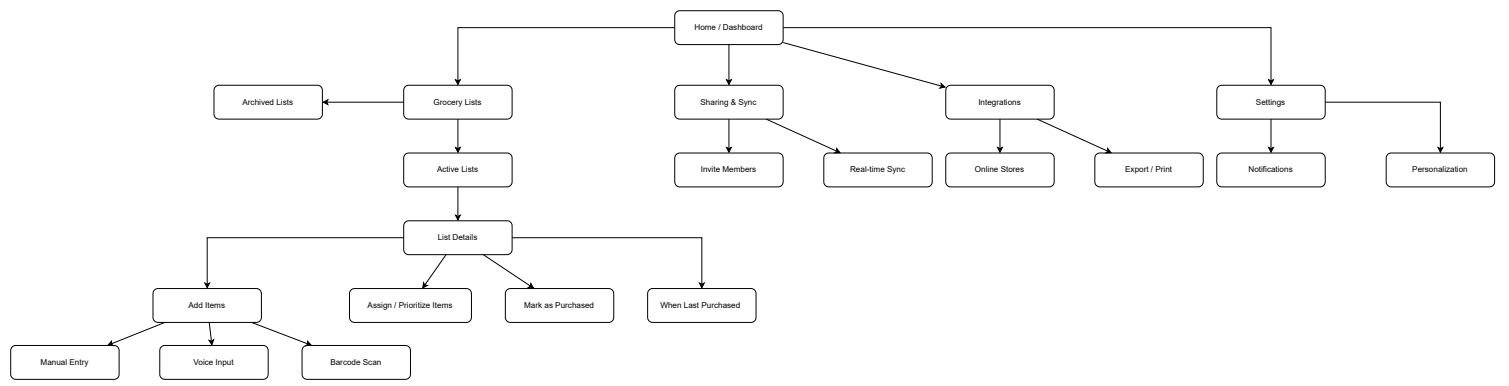 Home / Dashboard
Archived Lists
Grocery Lists
Sharing & Sync
Integrations
Settings
Active Lists
Invite Members
Real-time Sync
Online Stores
Export / Print
Notifications
Personalization
List Details
Add Items
Assign / Prioritize Items
Mark as Purchased
When Last Purchased
Manual Entry
Voice Input
Barcode Scan